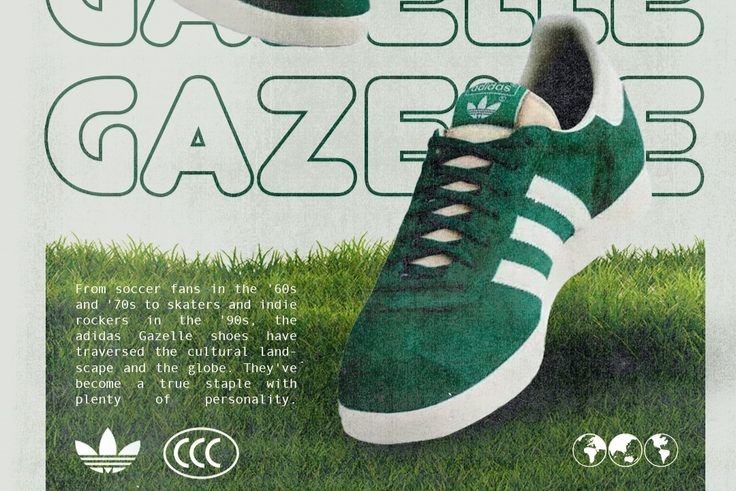 GAZELLE
GAZELLE
adidas
From soccer fans in the '60s
and '70s to skaters and indie
rockers in the '90s, the
adidas Gazelle shoes have
traversed the cultural land-
scape and the globe. They've
become a true staple with
plenty of personality.
CCC